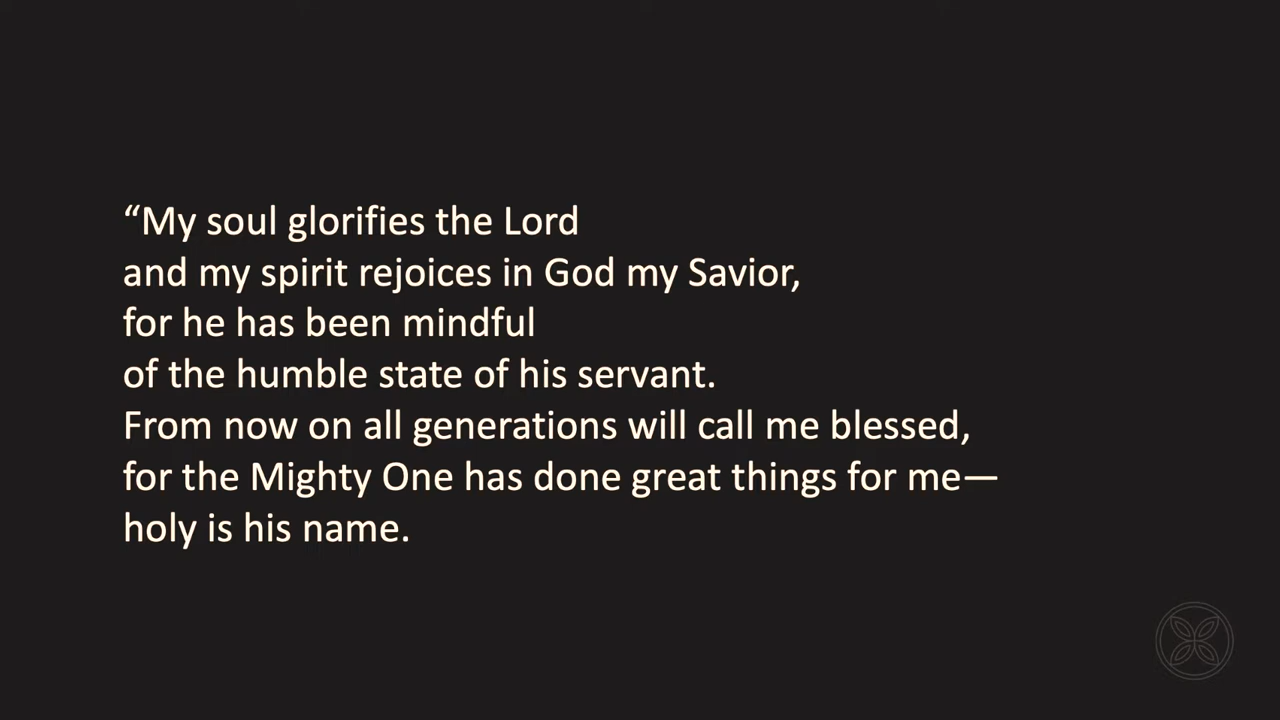 “My soul glorifies the Lord
and my spirit rejoices in God my Savior,
for he has been mindful
of the humble state of his servant.
From now on all generations will call me blessed,
for the Mighty One has done great things for me—
holy is his name.